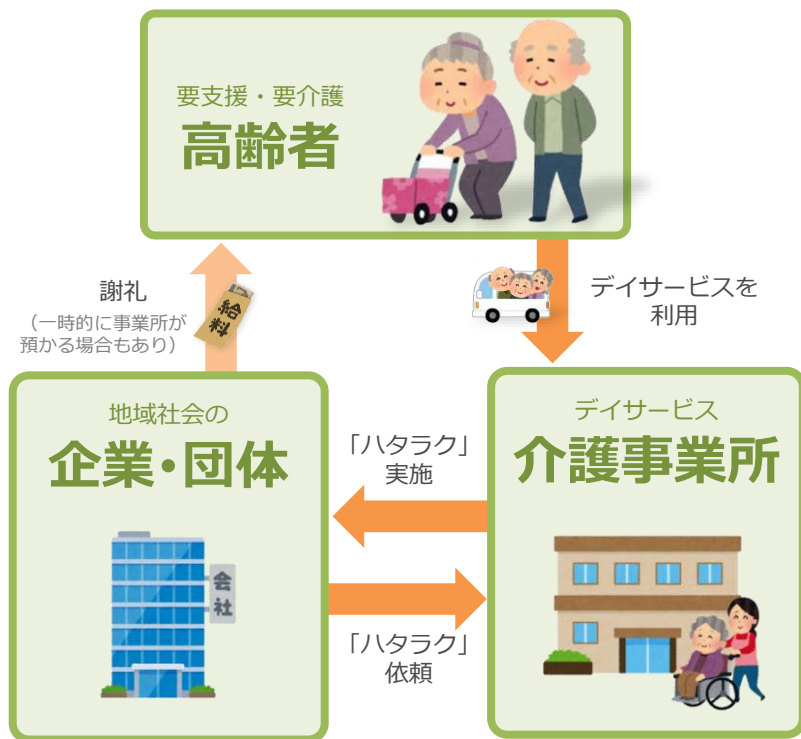 要支援・要介護
高齢者
謝礼
（一時的に事業所が
預かる場合もあり）
給料
デイサービスを
利用
地域社会の
企業・団体
会社
「ハタラク」
実施
「ハタラク」
依頼
デイサービス
介護事業所